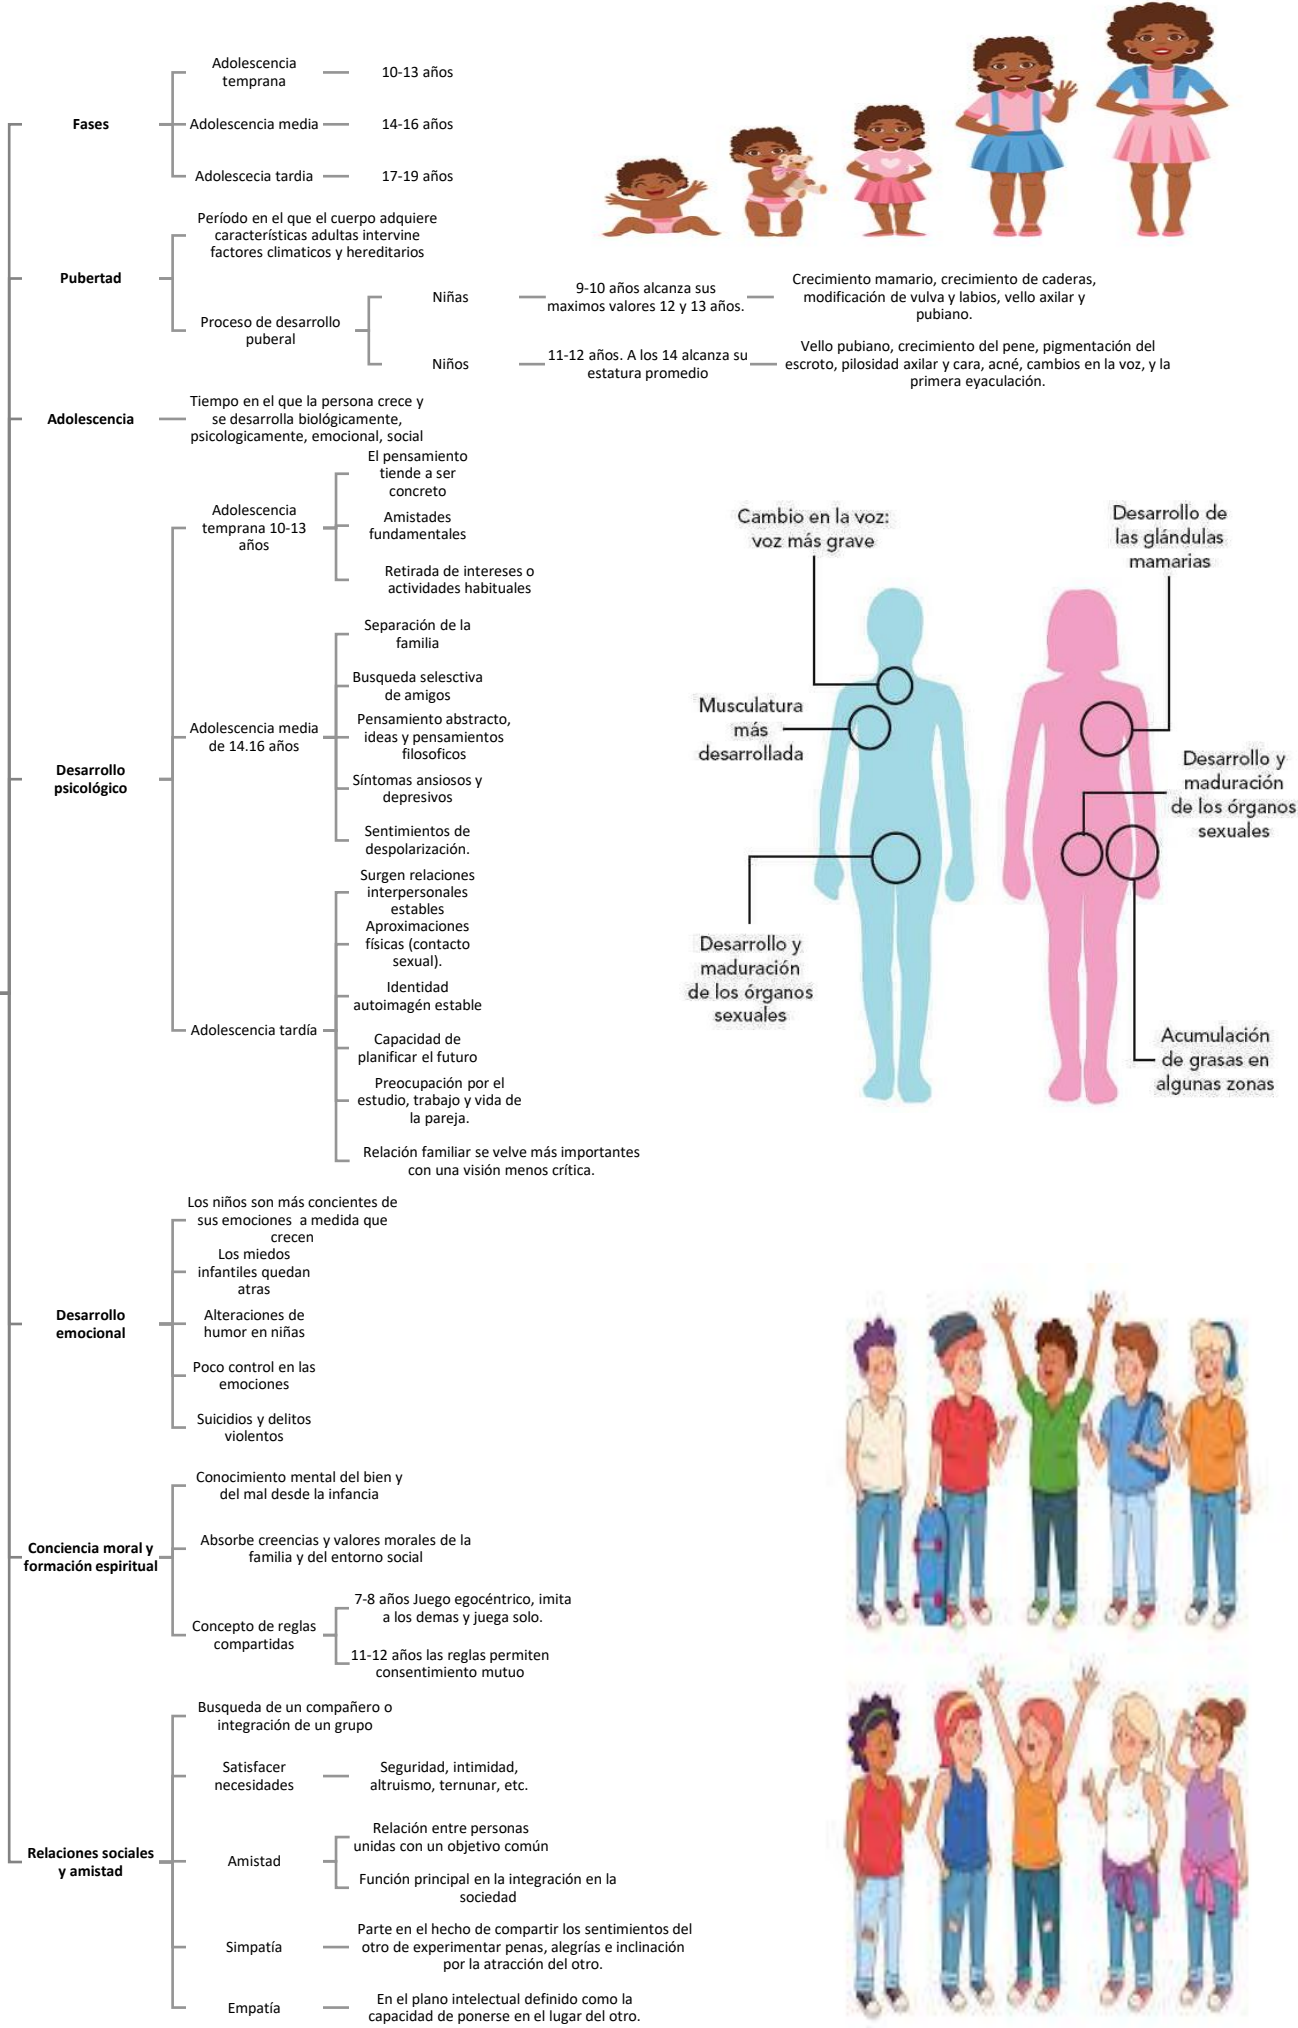 Fases
Adolescencia
temprana
10-13 años
Adolescencia media
14-16 años
Adolescecia tardia
17-19 años
Pubertad
Período en el que el cuerpo adquiere
características adultas intervine
factores climaticos y hereditarios
Proceso de desarrollo
puberal
Niñas
9-10 años alcanza sus
maximos valores 12 y 13 años.
Crecimiento mamario, crecimiento de caderas,
modificación de vulva y labios, vello axilar y
pubiano.
Niños
11-12 años. A los 14 alcanza su
estatura promedio
Vello pubiano, crecimiento del pene, pigmentación del
escroto, pilosidad axilar y cara, acné, cambios en la voz, y la
primera eyaculación.
Adolescencia
Tiempo en el que la persona crece y
se desarrolla biológicamente,
psicologicamente, emocional, social
Desarrollo
psicológico
Adolescencia
temprana 10-13
años
El pensamiento
tiende a ser
concreto
Amistades
fundamentales
Retirada de intereses o
actividades habituales
Adolescencia media
de 14.16 años
Separación de la
familia
Busqueda selesctiva
de amigos
Pensamiento abstracto,
ideas y pensamientos
filosoficos
Síntomas ansiosos y
depresivos
Sentimientos de
despolarización.
Adolescencia tardía
Surgen relaciones
interpersonales
estables
Aproximaciones
físicas (contacto
sexual).
Identidad
autoimagén estable
Capacidad de
planificar el futuro
Preocupación por el
estudio, trabajo y vida de
la pareja.
Relación familiar se velve más importantes
con una visión menos crítica.
Cambio en la voz:
voz más grave
Musculatura
más
desarrollada
Desarrollo y
maduración
de los órganos
sexuales
Desarrollo de
las glándulas
mamarias
Desarrollo y
maduración
de los órganos
sexuales
Acumulación
de grasas en
algunas zonas
Desarrollo
emocional
Los niños son más concientes de
sus emociones a medida que
crecen
Los miedos
infantiles quedan
atras
Alteraciones de
humor en niñas
Poco control en las
emociones
Suicidios y delitos
violentos
Conciencia moral y
formación espiritual
Conocimiento mental del bien y
del mal desde la infancia
Absorbe creencias y valores morales de la
familia y del entorno social
Concepto de reglas
compartidas
7-8 años Juego egocéntrico, imita
a los demas y juega solo.
11-12 años las reglas permiten
consentimiento mutuo
Relaciones sociales
y amistad
Busqueda de un compañero o
integración de un grupo
Satisfacer
necesidades
Seguridad, intimidad,
altruismo, ternunar, etc.
Amistad
Relación entre personas
unidas con un objetivo común
Función principal en la integración en la
sociedad
Simpatía
Parte en el hecho de compartir los sentimientos del
otro de experimentar penas, alegrías e inclinación
por la atracción del otro.
Empatía
En el plano intelectual definido como la
capacidad de ponerse en el lugar del otro.